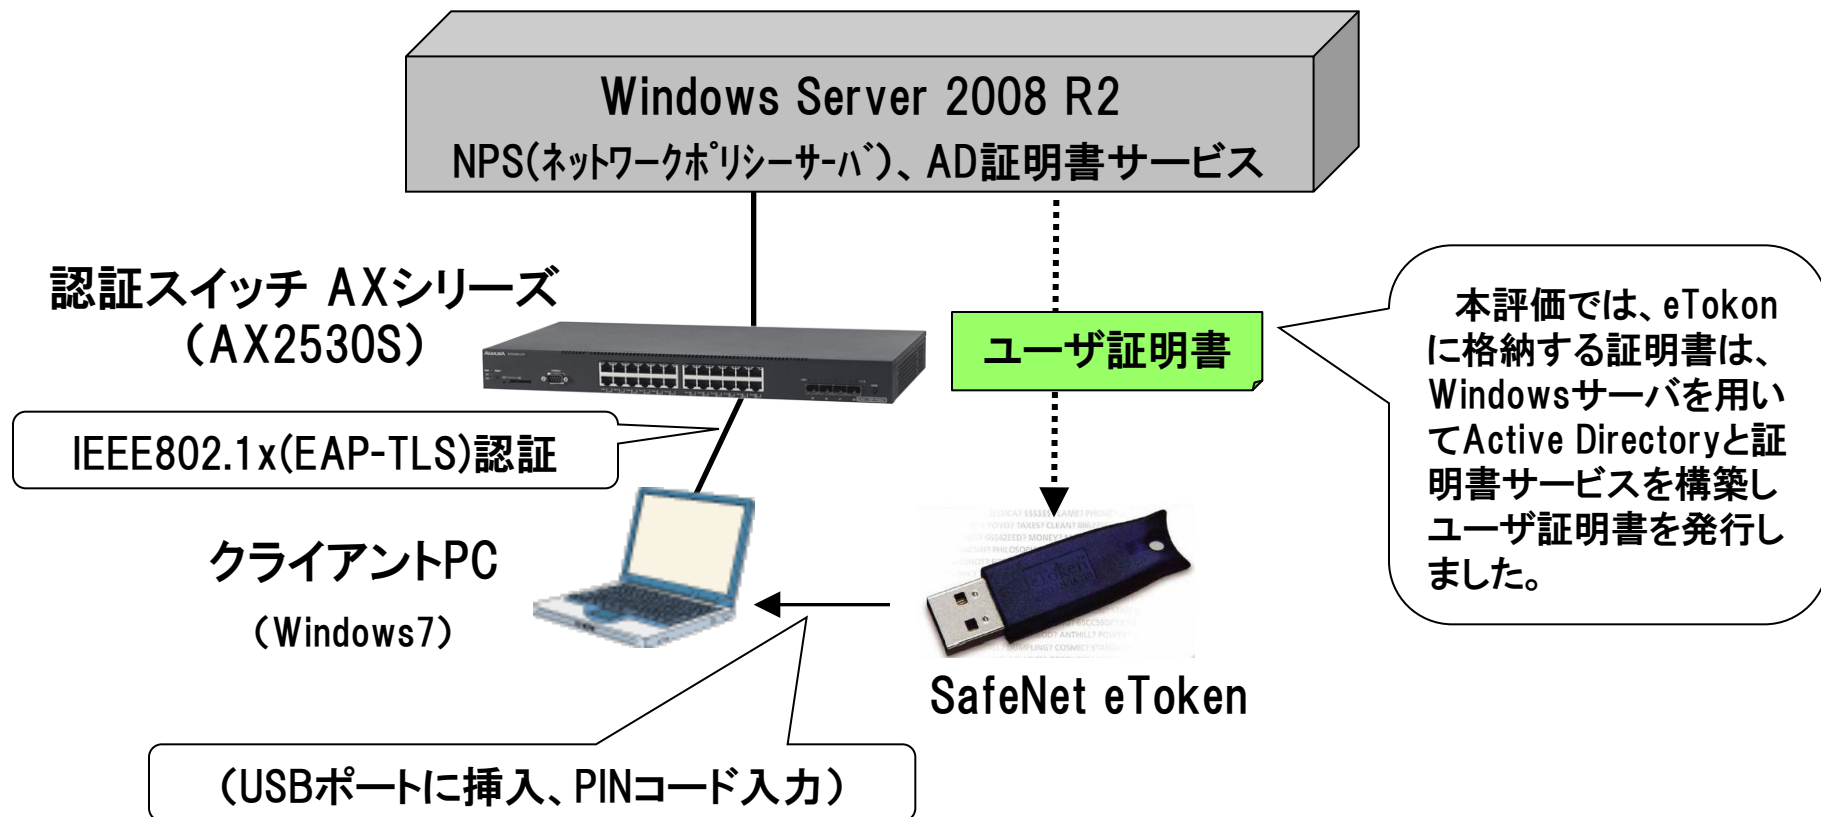 Windows Server 2008 R2
NPS(ﾈｯﾄﾜｰｸﾎﾟﾘｼｰｻｰﾊﾞ)、AD証明書サービス
認証スイッチ AXシリーズ
(AX2530S)
ユーザ証明書
本評価では、eTokon
に格納する証明書は、
Windowsサーバを用い
てActive Directoryと証
明書サービスを構築し
ユーザ証明書を発行し
ました。
IEEE802.1x(EAP-TLS)認証
クライアントPC
(Windows7)
eToken
SafeNet eToken
(USBポートに挿入、PINコード入力)